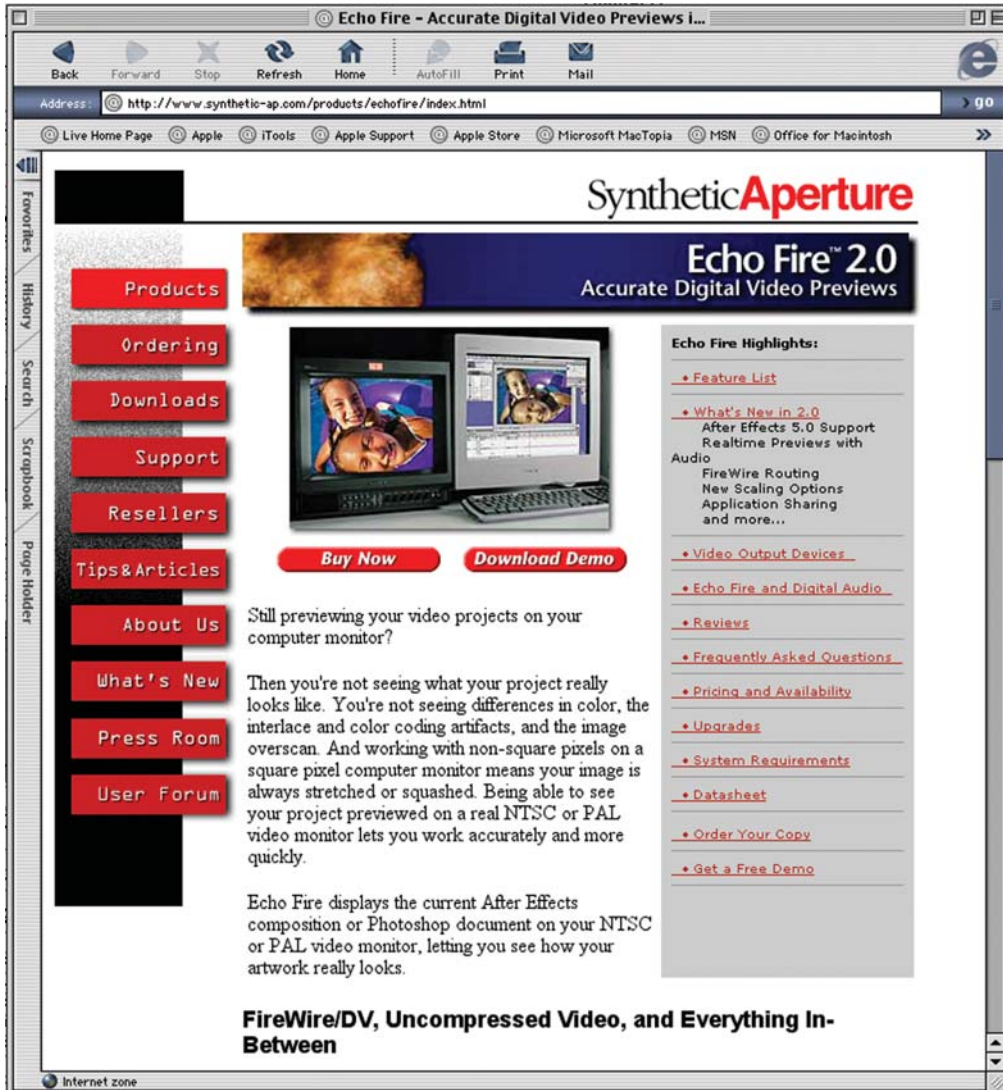 Echo Fire – Accurate Digital Video Previews i...
Back Forward Stop Refresh Home AutoFill Print Mail
Address: http://www.synthetic-ap.com/products/echofire/index.html go
Live Home Page Apple iTools Apple Support Apple Store Microsoft MacTopia MSN Office for Macintosh
Favorites
History
Search
Scrapbook
Page Holder
SyntheticAperture
Echo Fire™ 2.0
Accurate Digital Video Previews
Products
Ordering
Downloads
Support
Resellers
Tips&Articles
About Us
What's New
Press Room
User Forum
Buy Now Download Demo
Still previewing your video projects on your
computer monitor?
Then you're not seeing what your project really
looks like. You're not seeing differences in color, the
interlace and color coding artifacts, and the image
overscan. And working with non-square pixels on a
square pixel computer monitor means your image is
always stretched or squashed. Being able to see
your project previewed on a real NTSC or PAL
video monitor lets you work accurately and more
quickly.
Echo Fire displays the current After Effects
composition or Photoshop document on your NTSC
or PAL video monitor, letting you see how your
artwork really looks.
FireWire/DV, Uncompressed Video, and Everything In-
Between
Echo Fire Highlights:
• Feature List
• What's New in 2.0
After Effects 5.0 Support
Realtime Previews with
Audio
FireWire Routing
New Scaling Options
Application Sharing
and more...
• Video Output Devices
• Echo Fire and Digital Audio
• Reviews
• Frequently Asked Questions
• Pricing and Availability
• Upgrades
• System Requirements
• Datasheet
• Order Your Copy
• Get a Free Demo
Internet zone